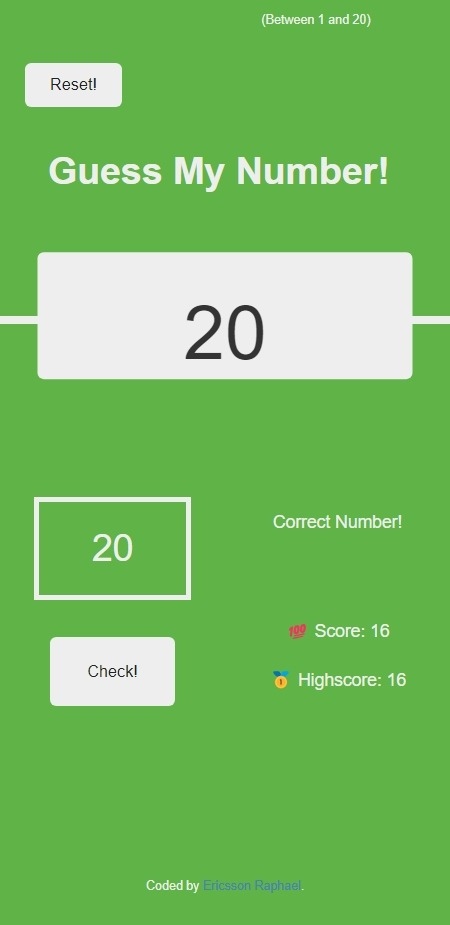 (Between 1 and 20)
Reset!
Guess My Number!
20
20
Correct Number!
💯 Score: 16
Check!
🥇 Highscore: 16
Coded by Ericsson Raphael.